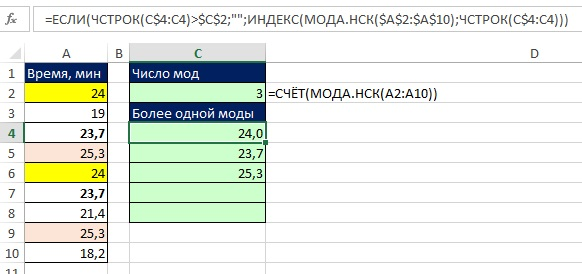 fx =ЕСЛИ(ЧСТРОК(C$4:C4)>$C$2;"";ИНДЕКС(МОДА.НСК($A$2:$A$10);ЧСТРОК(C$4:C4)))
A B C D
1 Время, мин Число мод
2 24 3 =СЧЁТ(МОДА.НСК(A2:A10))
3 19 Более одной моды
4 23,7 24,0
5 25,3 23,7
6 24 25,3
7 23,7
8 21,4
9 25,3
10 18,2